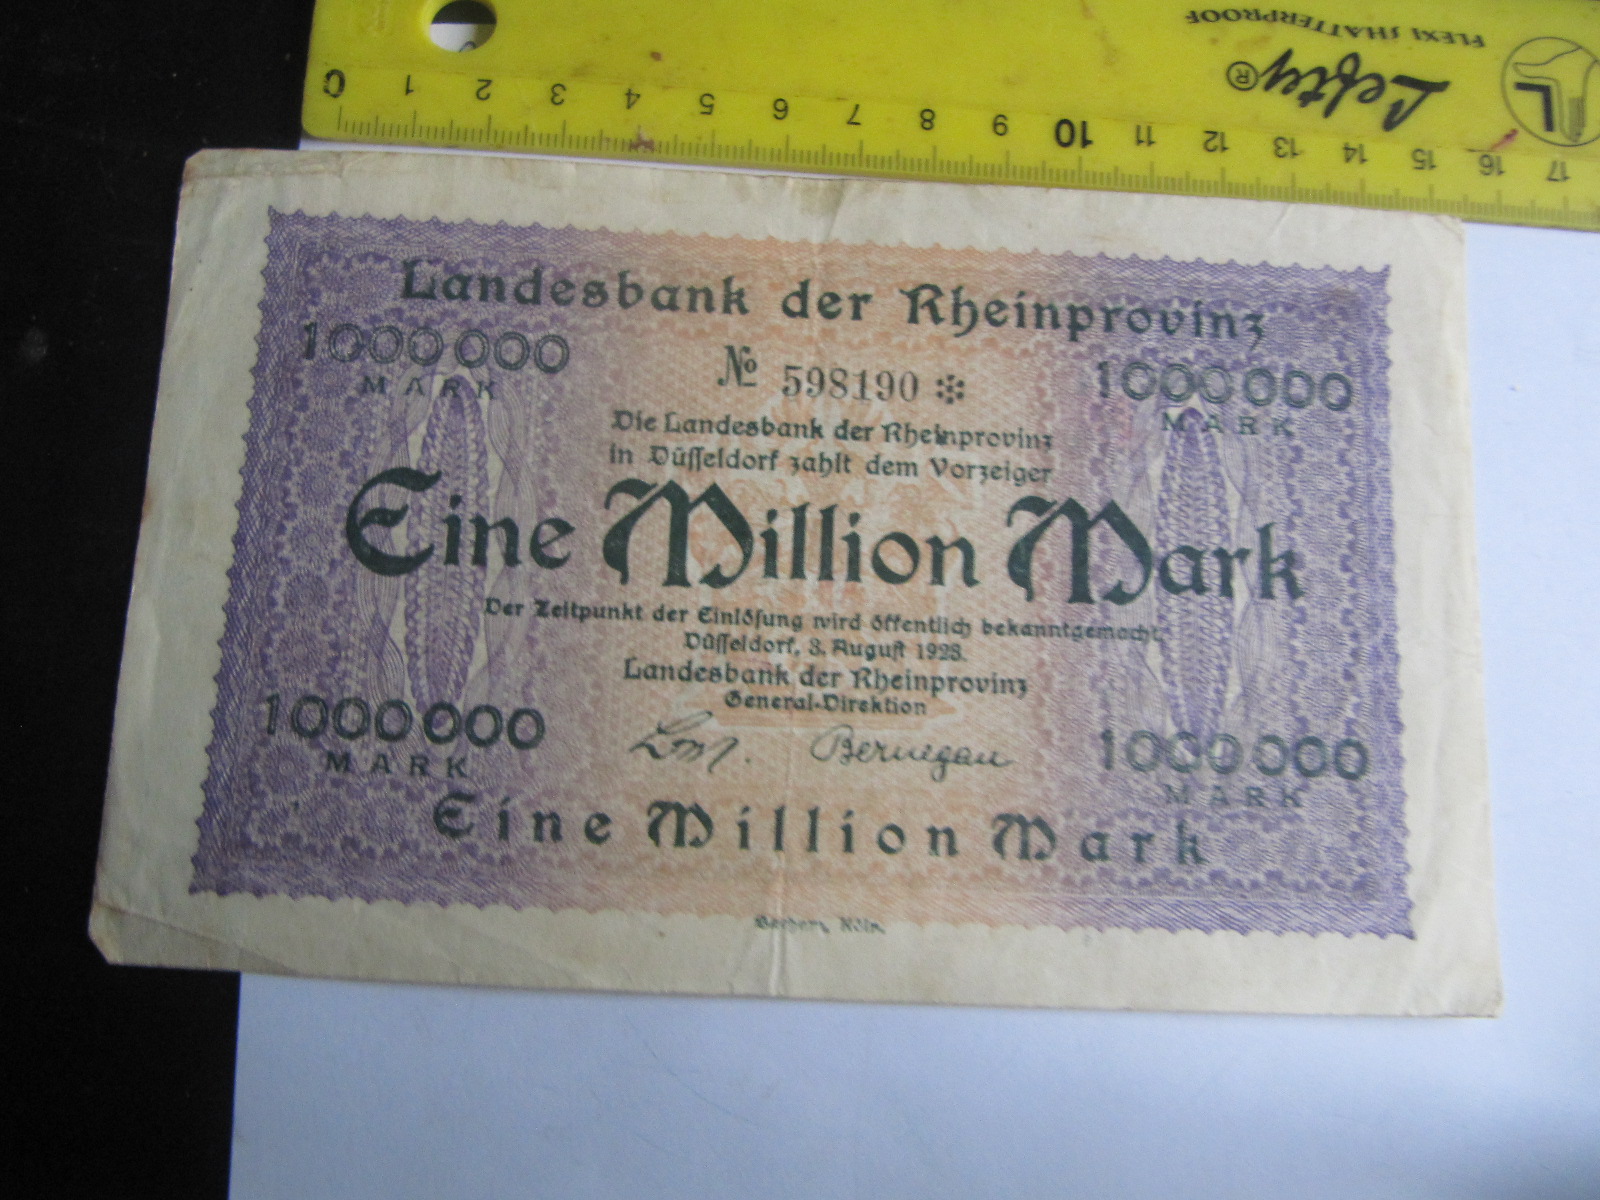 FLEXI SHATTERPROOF
Lefty®
L
0 1 2 3 4 5 6 7 8 9 10 11 12 13 14 15 16 17
Landesbank der Rheinprovinz
1000000
MARK
№ 598190
1000000
MARK
Die Landesbank der Rheinprovinz
in Düſſeldorf zahlt dem Vorzeiger
Eine Million Mark
Der Zeitpunkt der Einlöſung wird öffentlich bekanntgemacht.
Düſſeldorf, 3. Auguſt 1923.
Landesbank der Rheinprovinz
General-Direktion
Bernegau
1000000
MARK
1000000
MARK
Eine Million Mark
Köln.